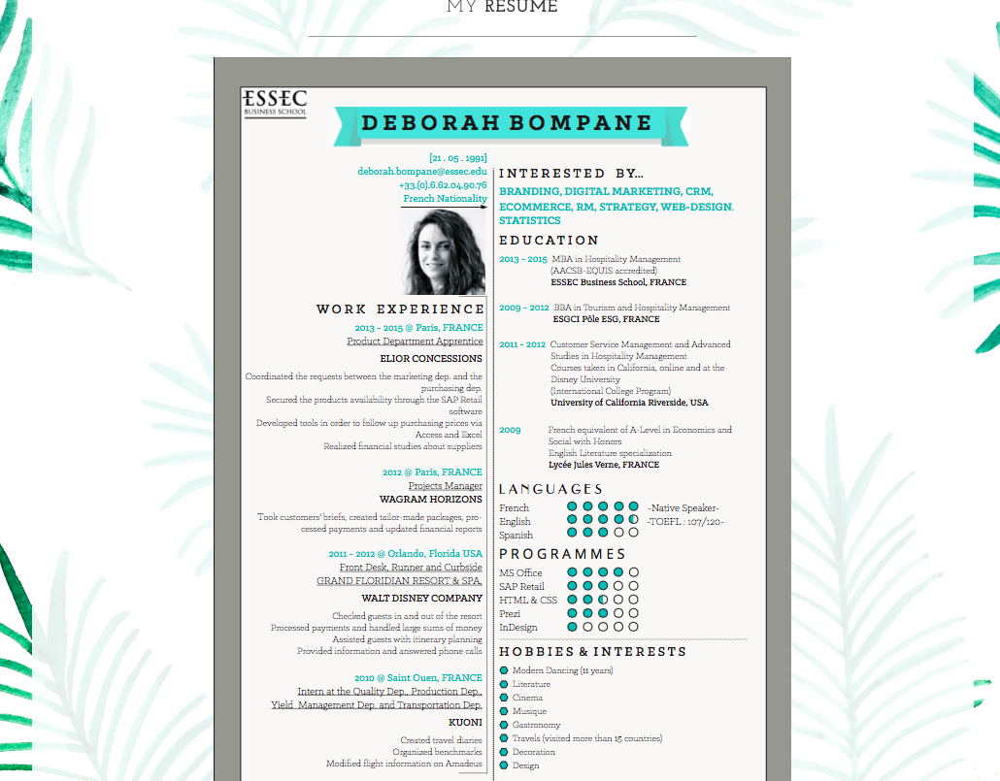 MY RESUME
ESSEC
BUSINESS SCHOOL
DEBORAH BOMPANE
[21 . 05 . 1991]
deborah.bompane@essec.edu
+33.(0).6.62.04.90.76
French Nationality
WORK EXPERIENCE
2013 - 2015 @ Paris, FRANCE
Product Department Apprentice
ELIOR CONCESSIONS
Coordinated the requests between the marketing dep. and the
purchasing dep.
Secured the products availability through the SAP Retail
software
Developed tools in order to follow up purchasing prices via
Access and Excel
Realized financial studies about suppliers
2012 @ Paris, FRANCE
Projects Manager
WAGRAM HORIZONS
Took customers' briefs, created tailor-made packages, pro-
cessed payments and updated financial reports
2011 - 2012 @ Orlando, Florida USA
Front Desk, Runner and Curbside
GRAND FLORIDIAN RESORT & SPA,
WALT DISNEY COMPANY
Checked guests in and out of the resort
Processed payments and handled large sums of money
Assisted guests with itinerary planning
Provided information and answered phone calls
2010 @ Saint Ouen, FRANCE
Intern at the Quality Dep., Production Dep.,
Yield Management Dep. and Transportation Dep.
KUONI
Created travel diaries
Organized benchmarks
Modified flight information on Amadeus
INTERESTED BY...
BRANDING, DIGITAL MARKETING, CRM,
ECOMMERCE, RM, STRATEGY, WEB-DESIGN,
STATISTICS
EDUCATION
2013 - 2015 MBA in Hospitality Management
(AACSB-EQUIS accredited)
ESSEC Business School, FRANCE
2009 - 2012 BBA in Tourism and Hospitality Management
ESGCI Pôle ESG, FRANCE
2011 - 2012 Customer Service Management and Advanced
Studies in Hospitality Management
Courses taken in California, online and at the
Disney University
(International College Program)
University of California Riverside, USA
2009 French equivalent of A-Level in Economics and
Social with Honors
English Literature specialization
Lycée Jules Verne, FRANCE
LANGUAGES
French -Native Speaker-
English -TOEFL : 107/120-
Spanish
PROGRAMMES
MS Office
SAP Retail
HTML & CSS
Prezi
InDesign
HOBBIES & INTERESTS
Modern Dancing (11 years)
Literature
Cinema
Musique
Gastronomy
Travels (visited more than 15 countries)
Decoration
Design